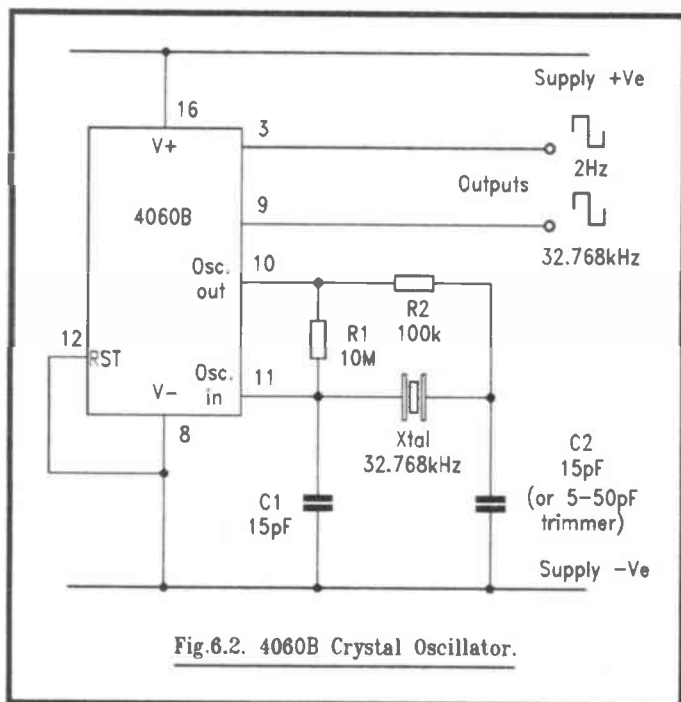 Supply +Ve
16
3
V+
2Hz
Outputs
4060B
9
32.768kHz
Osc.
out
10
R2
100k
R1
10M
12
RST
Osc.
in
11
V-
8
Xtal
32.768kHz
C1
15pF
C2
15pF
(or 5-50pF
trimmer)
Supply -Ve
Fig.6.2. 4060B Crystal Oscillator.